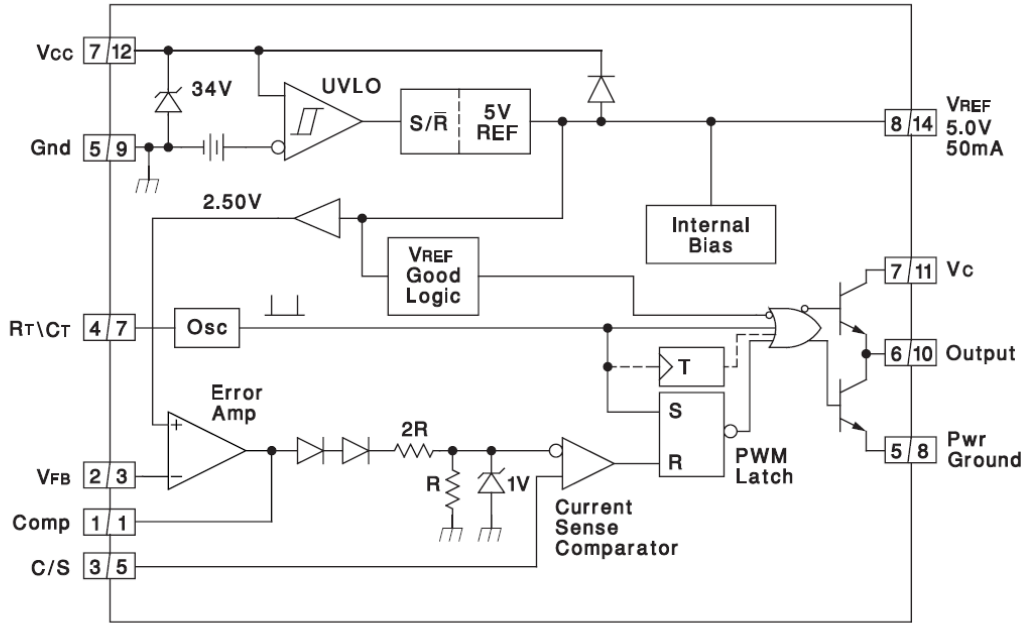 Vcc 7/12
34V
UVLO
S/R̅
5V
REF
8/14
VREF
5.0V
50mA
Gnd 5/9
2.50V
Internal
Bias
VREF
Good
Logic
7/11 Vc
RT\CT 4/7
Osc
T
6/10 Output
Error
Amp
+
−
2R
R
1V
S
R
PWM
Latch
5/8
Pwr
Ground
VFB 2/3
Comp 1/1
Current
Sense
Comparator
C/S 3/5